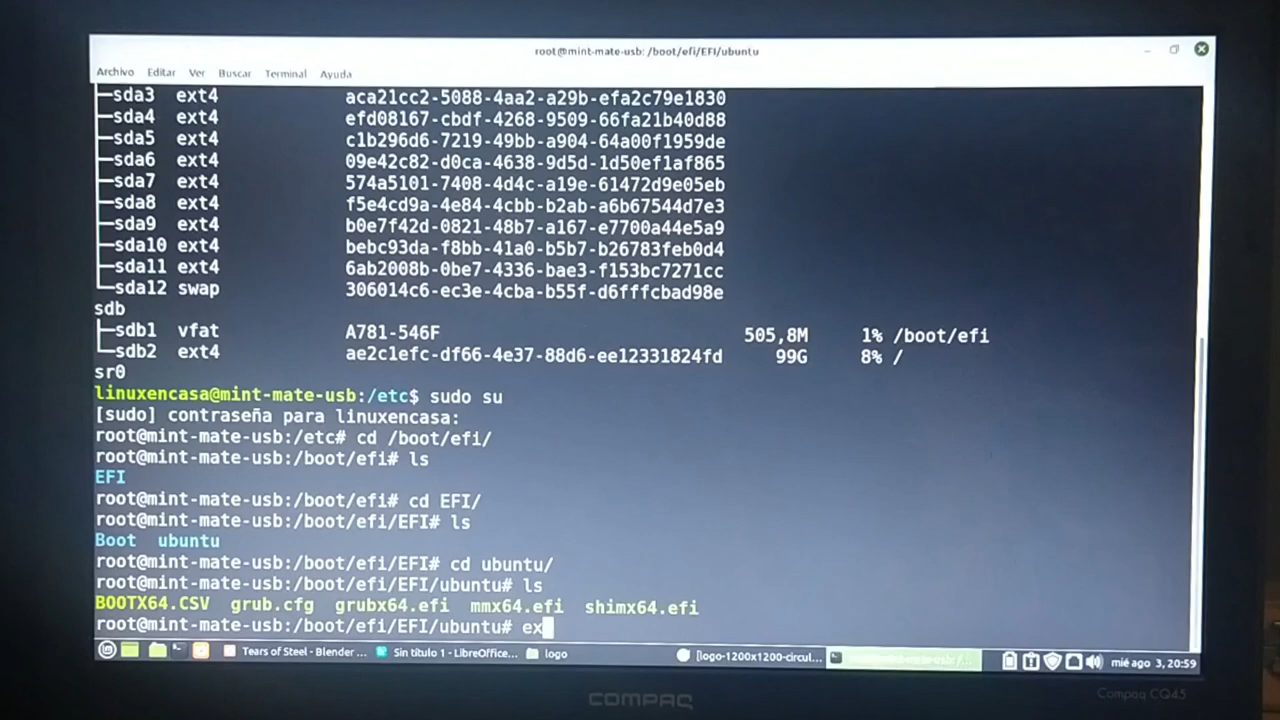 root@mint-mate-usb: /boot/efi/EFI/ubuntu
Archivo Editar Ver Buscar Terminal Ayuda
├─sda3 ext4 aca21cc2-5088-4aa2-a29b-efa2c79e1830
├─sda4 ext4 efd08167-cbdf-4268-9509-66fa21b40d88
├─sda5 ext4 c1b296d6-7219-49bb-a904-64a00f1959de
├─sda6 ext4 09e42c82-d0ca-4638-9d5d-1d50ef1af865
├─sda7 ext4 574a5101-7408-4d4c-a19e-61472d9e05eb
├─sda8 ext4 f5e4cd9a-4e84-4cbb-b2ab-a6b67544d7e3
├─sda9 ext4 b0e7f42d-0821-48b7-a167-e7700a44e5a9
├─sda10 ext4 bebc93da-f8bb-41a0-b5b7-b26783feb0d4
├─sda11 ext4 6ab2008b-0be7-4336-bae3-f153bc7271cc
└─sda12 swap 306014c6-ec3e-4cba-b55f-d6fffcbad98e
sdb
├─sdb1 vfat A781-546F 505,8M 1% /boot/efi
└─sdb2 ext4 ae2c1efc-df66-4e37-88d6-ee12331824fd 99G 8% /
sr0
linuxencasa@mint-mate-usb:/etc$ sudo su
[sudo] contraseña para linuxencasa:
root@mint-mate-usb:/etc# cd /boot/efi/
root@mint-mate-usb:/boot/efi# ls
EFI
root@mint-mate-usb:/boot/efi# cd EFI/
root@mint-mate-usb:/boot/efi/EFI# ls
Boot ubuntu
root@mint-mate-usb:/boot/efi/EFI# cd ubuntu/
root@mint-mate-usb:/boot/efi/EFI/ubuntu# ls
BOOTX64.CSV grub.cfg grubx64.efi mmx64.efi shimx64.efi
root@mint-mate-usb:/boot/efi/EFI/ubuntu# ex
Tears of Steel - Blender ... Sin título 1 - LibreOffice... logo [logo-1200x1200-circul... mié ago 3, 20:59
COMPAQ
Compaq CQ45